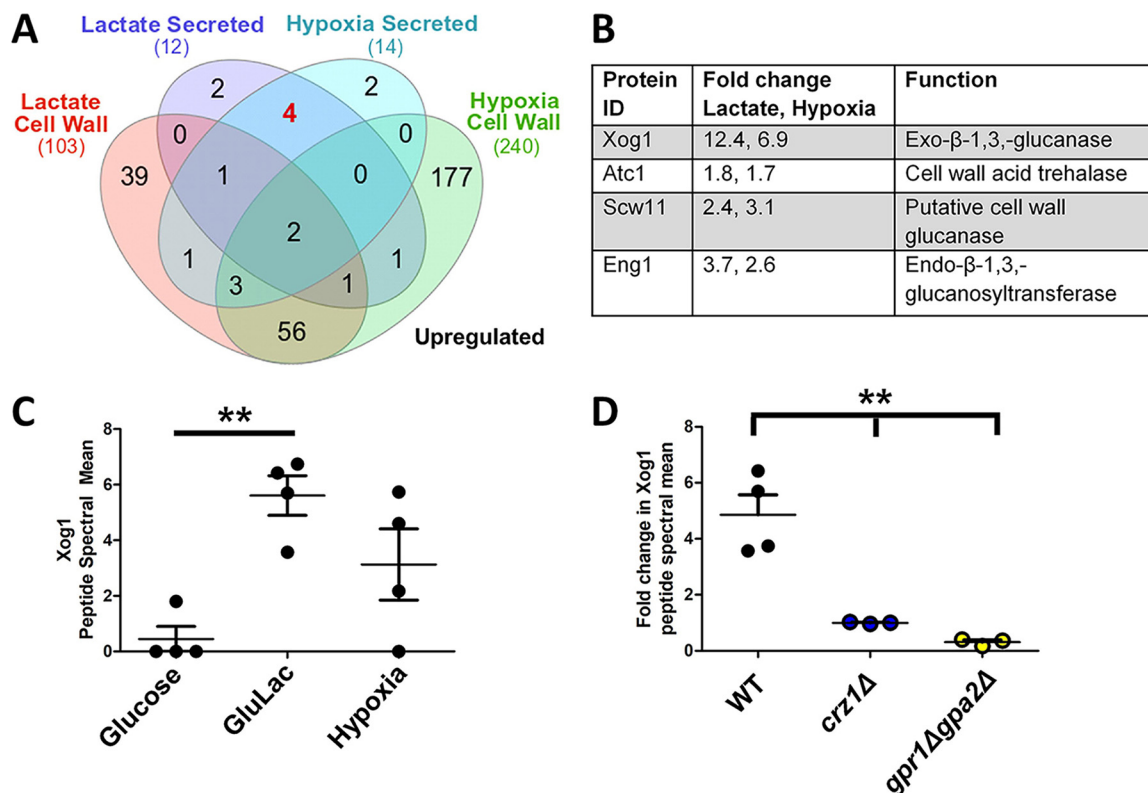 A
Lactate Secreted
(12)
Hypoxia Secreted
(14)
Lactate
Cell Wall
(103)
Hypoxia
Cell Wall
(240)
2
4
2
0
0
39
1
0
177
2
1
3
1
1
56
Upregulated
B
Protein ID | Fold change Lactate, Hypoxia | Function
Xog1 | 12.4, 6.9 | Exo-β-1,3,-glucanase
Atc1 | 1.8, 1.7 | Cell wall acid trehalase
Scw11 | 2.4, 3.1 | Putative cell wall glucanase
Eng1 | 3.7, 2.6 | Endo-β-1,3,-glucanosyltransferase
C
**
Xog1
Peptide Spectral Mean
8
6
4
2
0
Glucose
GluLac
Hypoxia
D
**
Fold change in Xog1
peptide spectral mean
8
6
4
2
0
WT
crz1Δ
gpr1Δgpa2Δ